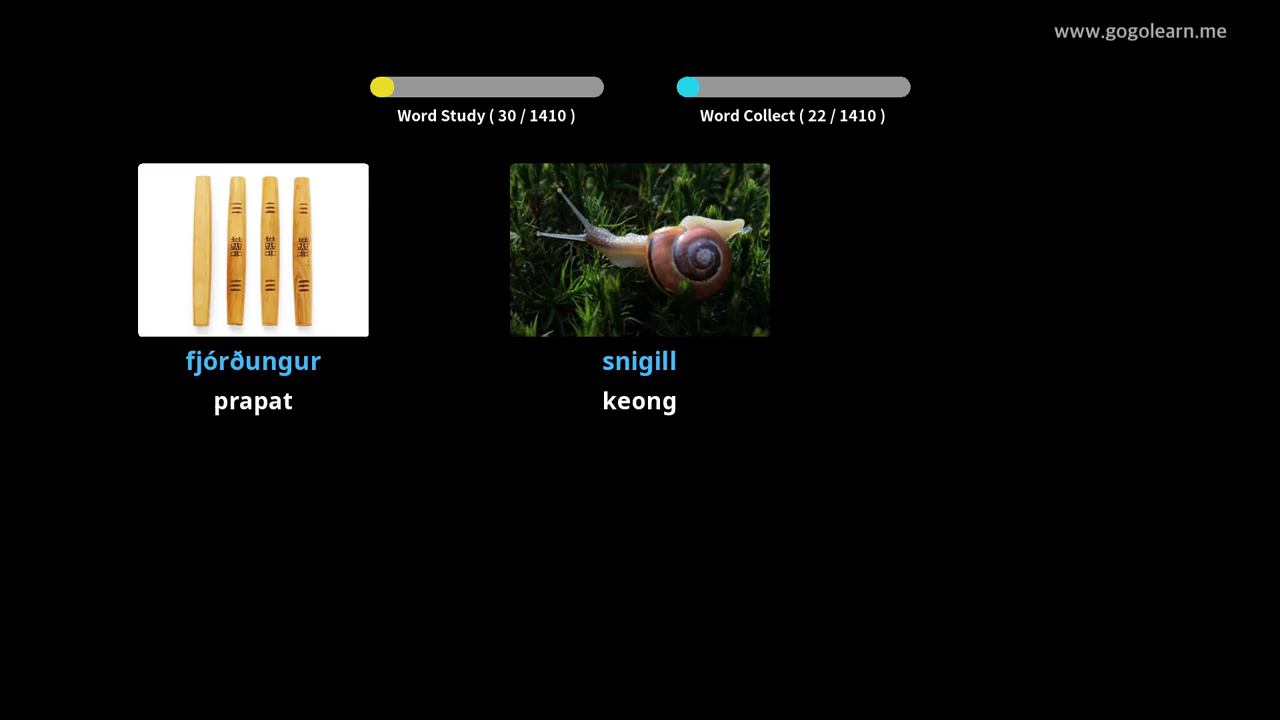 www.gogolearn.me
Word Study ( 30 / 1410 )
Word Collect ( 22 / 1410 )
fjórðungur
prapat
snigill
keong